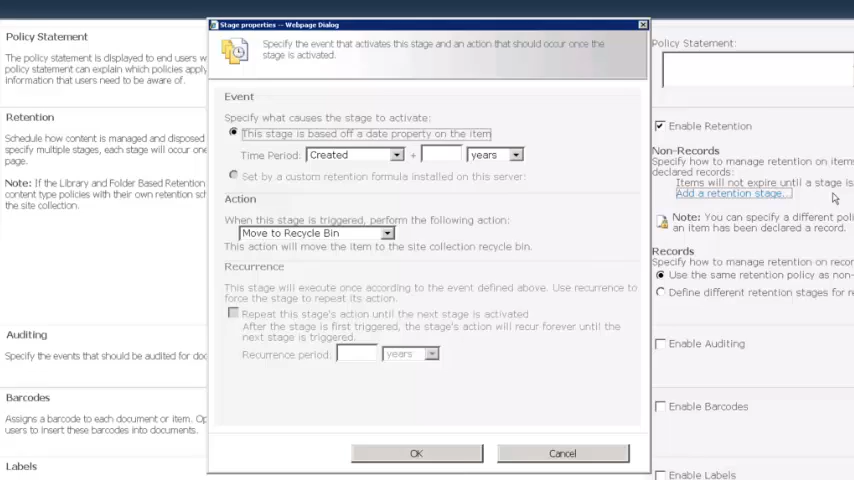 Stage properties -- Webpage Dialog
Specify the event that activates this stage and an action that should occur once the
stage is activated.
Event
Specify what causes the stage to activate:
This stage is based off a date property on the item
Time Period: Created + years
Set by a custom retention formula installed on this server:
Action
When this stage is triggered, perform the following action:
Move to Recycle Bin
This action will move the item to the site collection recycle bin.
Recurrence
This stage will execute once according to the event defined above. Use recurrence to
force the stage to repeat its action.
Repeat this stage's action until the next stage is activated
After the stage is first triggered, the stage's action will recur forever until the
next stage is triggered.
Recurrence period: years
OK Cancel
Policy Statement
The policy statement is displayed to end users w
policy statement can explain which policies apply
information that users need to be aware of.
Retention
Schedule how content is managed and disposed
specify multiple stages, each stage will occur one
page.
Note: If the Library and Folder Based Retention
content type policies with their own retention sc
the site collection.
Auditing
Specify the events that should be audited for doc
Barcodes
Assigns a barcode to each document or item. Op
users to insert these barcodes into documents.
Labels
Policy Statement:
Enable Retention
Non-Records
Specify how to manage retention on items
declared records:
Items will not expire until a stage is
Add a retention stage...
Note: You can specify a different poli
an item has been declared a record.
Records
Specify how to manage retention on recor
Use the same retention policy as non-
Define different retention stages for re
Enable Auditing
Enable Barcodes
Enable Labels